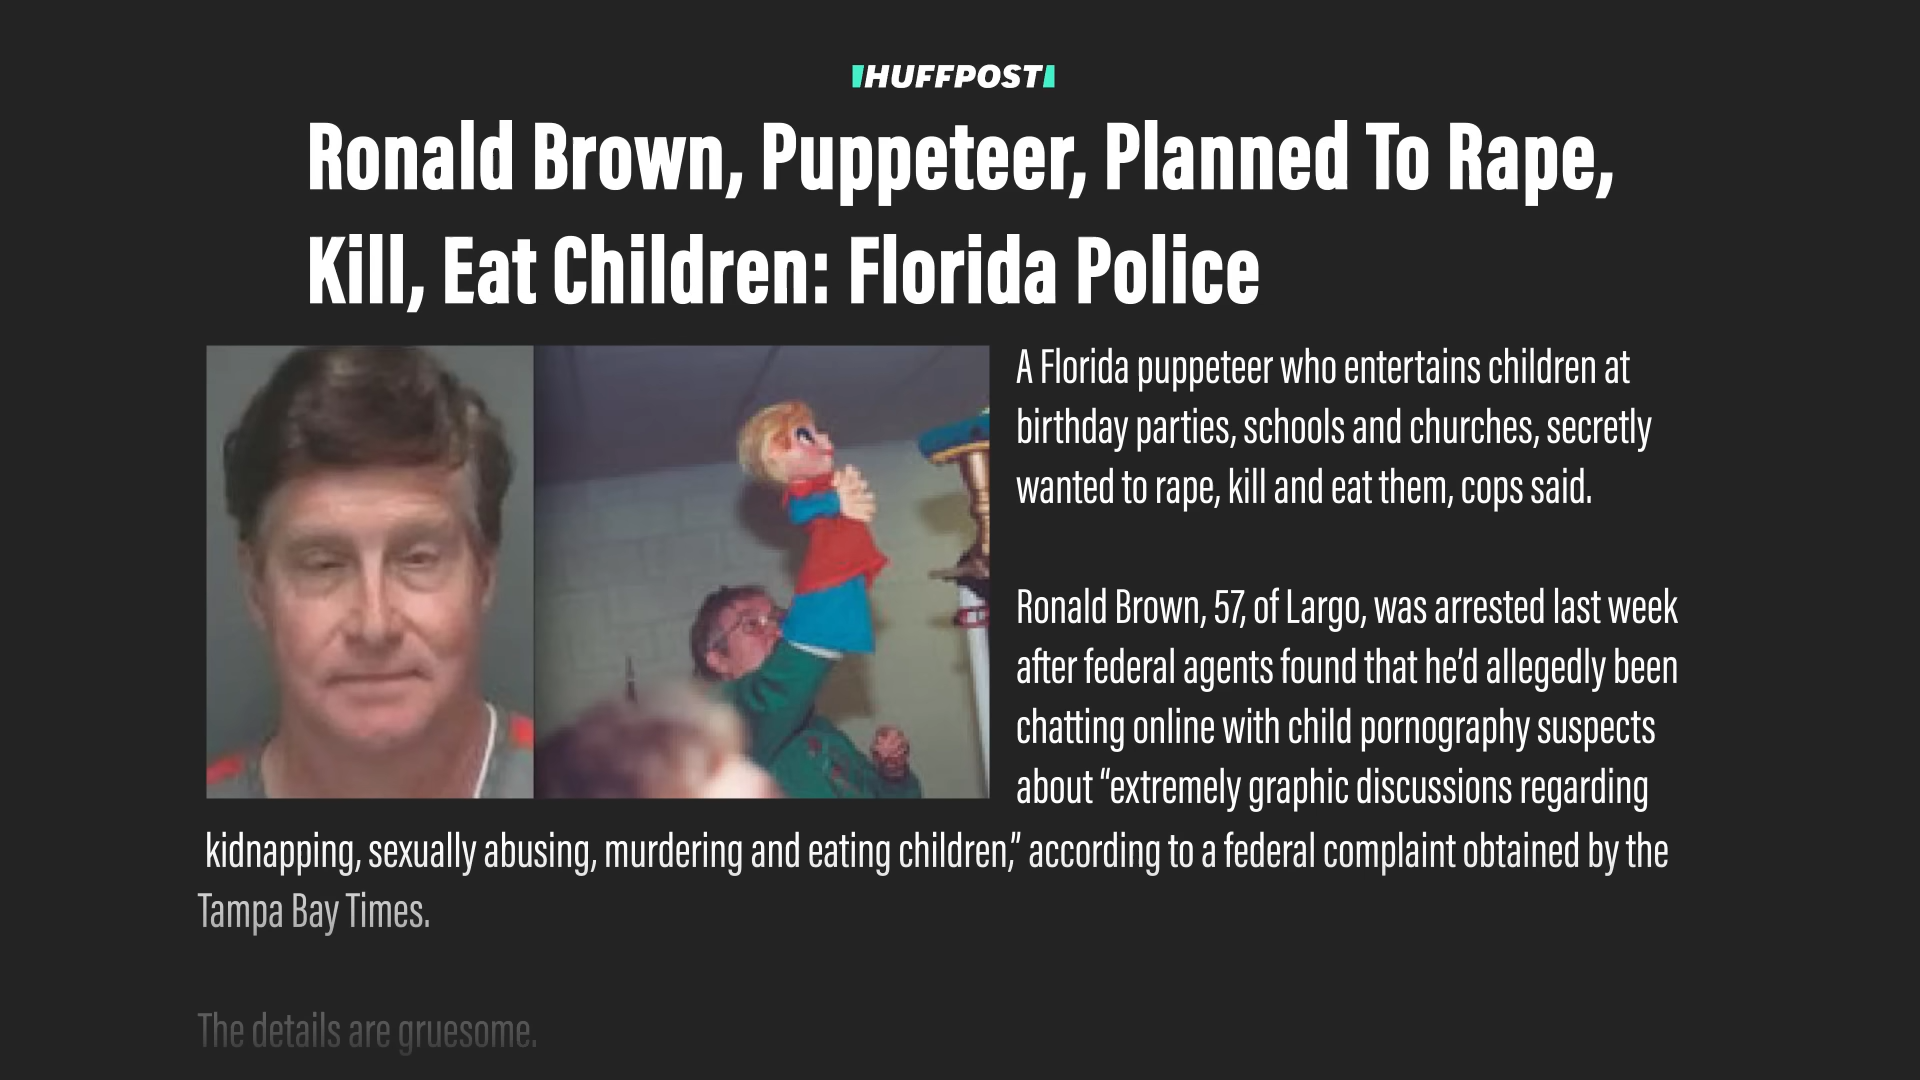 HUFFPOST
Ronald Brown, Puppeteer, Planned To Rape,
Kill, Eat Children: Florida Police
A Florida puppeteer who entertains children at
birthday parties, schools and churches, secretly
wanted to rape, kill and eat them, cops said.
Ronald Brown, 57, of Largo, was arrested last week
after federal agents found that he’d allegedly been
chatting online with child pornography suspects
about “extremely graphic discussions regarding
kidnapping, sexually abusing, murdering and eating children,” according to a federal complaint obtained by the
Tampa Bay Times.
The details are gruesome.